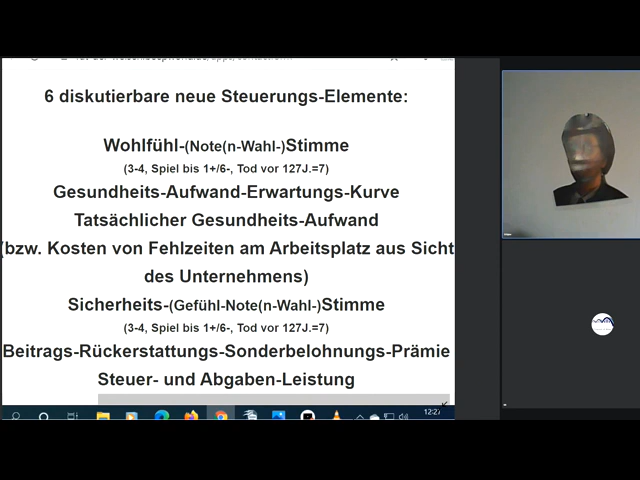 6 diskutierbare neue Steuerungs-Elemente:
Wohlfühl-(Note(n-Wahl-)Stimme
(3-4, Spiel bis 1+/6-, Tod vor 127J.=7)
Gesundheits-Aufwand-Erwartungs-Kurve
Tatsächlicher Gesundheits-Aufwand
(bzw. Kosten von Fehlzeiten am Arbeitsplatz aus Sicht
des Unternehmens)
Sicherheits-(Gefühl-Note(n-Wahl-)Stimme
(3-4, Spiel bis 1+/6-, Tod vor 127J.=7)
Beitrags-Rückerstattungs-Sonderbelohnungs-Prämie
Steuer- und Abgaben-Leistung